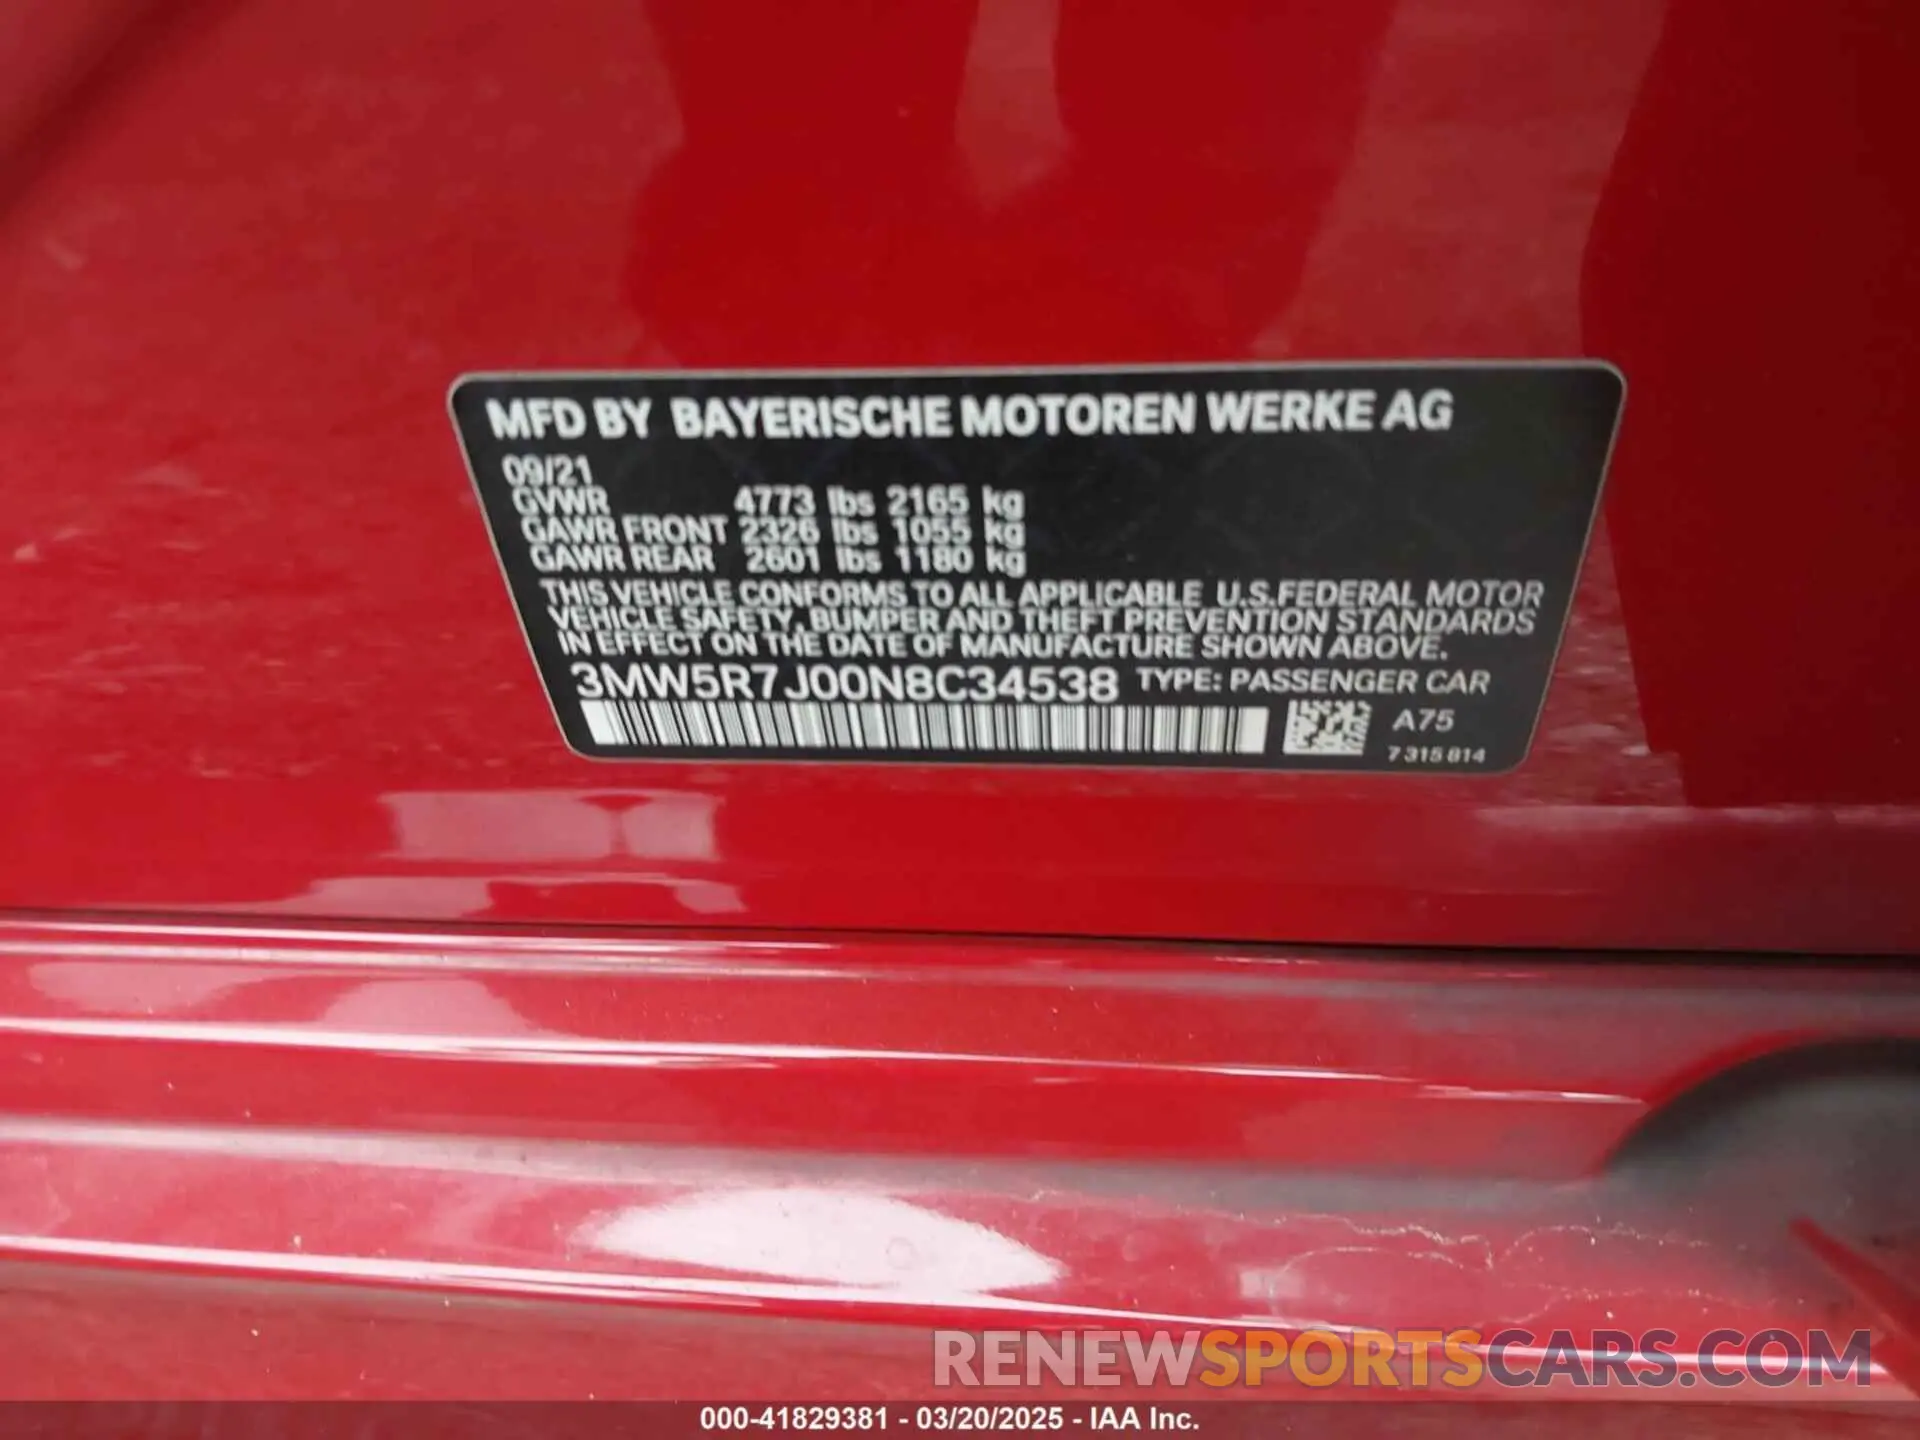 MFD BY BAYERISCHE MOTOREN WERKE AG
09/21
GVWR 4773 lbs 2165 kg
GAWR FRONT 2326 lbs 1055 kg
GAWR REAR 2601 lbs 1180 kg
THIS VEHICLE CONFORMS TO ALL APPLICABLE U.S.FEDERAL MOTOR
VEHICLE SAFETY, BUMPER AND THEFT PREVENTION STANDARDS
IN EFFECT ON THE DATE OF MANUFACTURE SHOWN ABOVE.
3MW5R7J00N8C34538 TYPE: PASSENGER CAR
A75
7 315 814
RENEWSPORTSCARS.COM
000-41829381 - 03/20/2025 - IAA Inc.